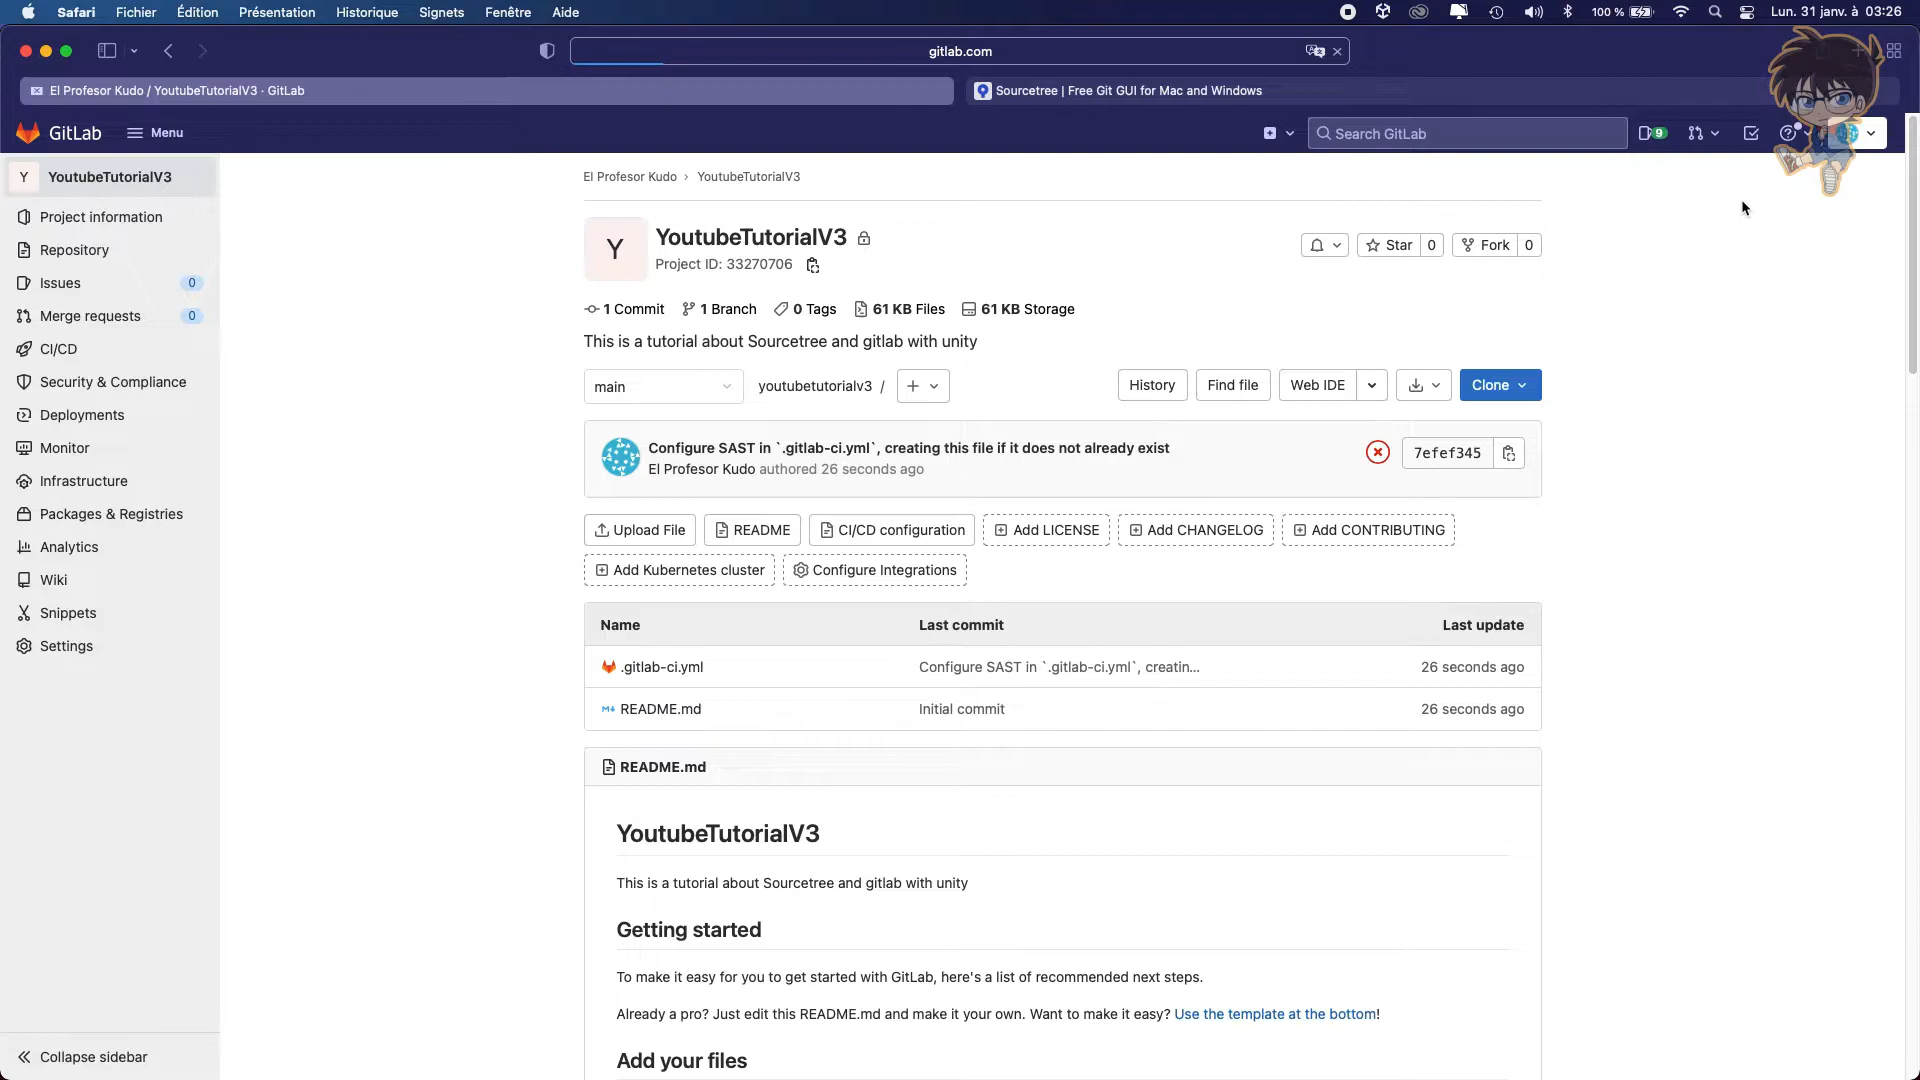 Safari Fichier Édition Présentation Historique Signets Fenêtre Aide 100 % Lun. 31 janv. à 03:26
gitlab.com
El Profesor Kudo / YoutubeTutorialV3 · GitLab
Sourcetree | Free Git GUI for Mac and Windows
GitLab Menu Search GitLab 9
Y YoutubeTutorialV3
Project information
Repository
Issues 0
Merge requests 0
CI/CD
Security & Compliance
Deployments
Monitor
Infrastructure
Packages & Registries
Analytics
Wiki
Snippets
Settings
Collapse sidebar
El Profesor Kudo › YoutubeTutorialV3
Y
YoutubeTutorialV3
Project ID: 33270706
Star 0 Fork 0
1 Commit 1 Branch 0 Tags 61 KB Files 61 KB Storage
This is a tutorial about Sourcetree and gitlab with unity
main youtubetutorialv3 / + History Find file Web IDE Clone
Configure SAST in `.gitlab-ci.yml`, creating this file if it does not already exist
El Profesor Kudo authored 26 seconds ago
7efef345
Upload File README CI/CD configuration Add LICENSE Add CHANGELOG Add CONTRIBUTING
Add Kubernetes cluster Configure Integrations
Name Last commit Last update
.gitlab-ci.yml Configure SAST in `.gitlab-ci.yml`, creatin... 26 seconds ago
README.md Initial commit 26 seconds ago
README.md
YoutubeTutorialV3
This is a tutorial about Sourcetree and gitlab with unity
Getting started
To make it easy for you to get started with GitLab, here's a list of recommended next steps.
Already a pro? Just edit this README.md and make it your own. Want to make it easy? Use the template at the bottom!
Add your files